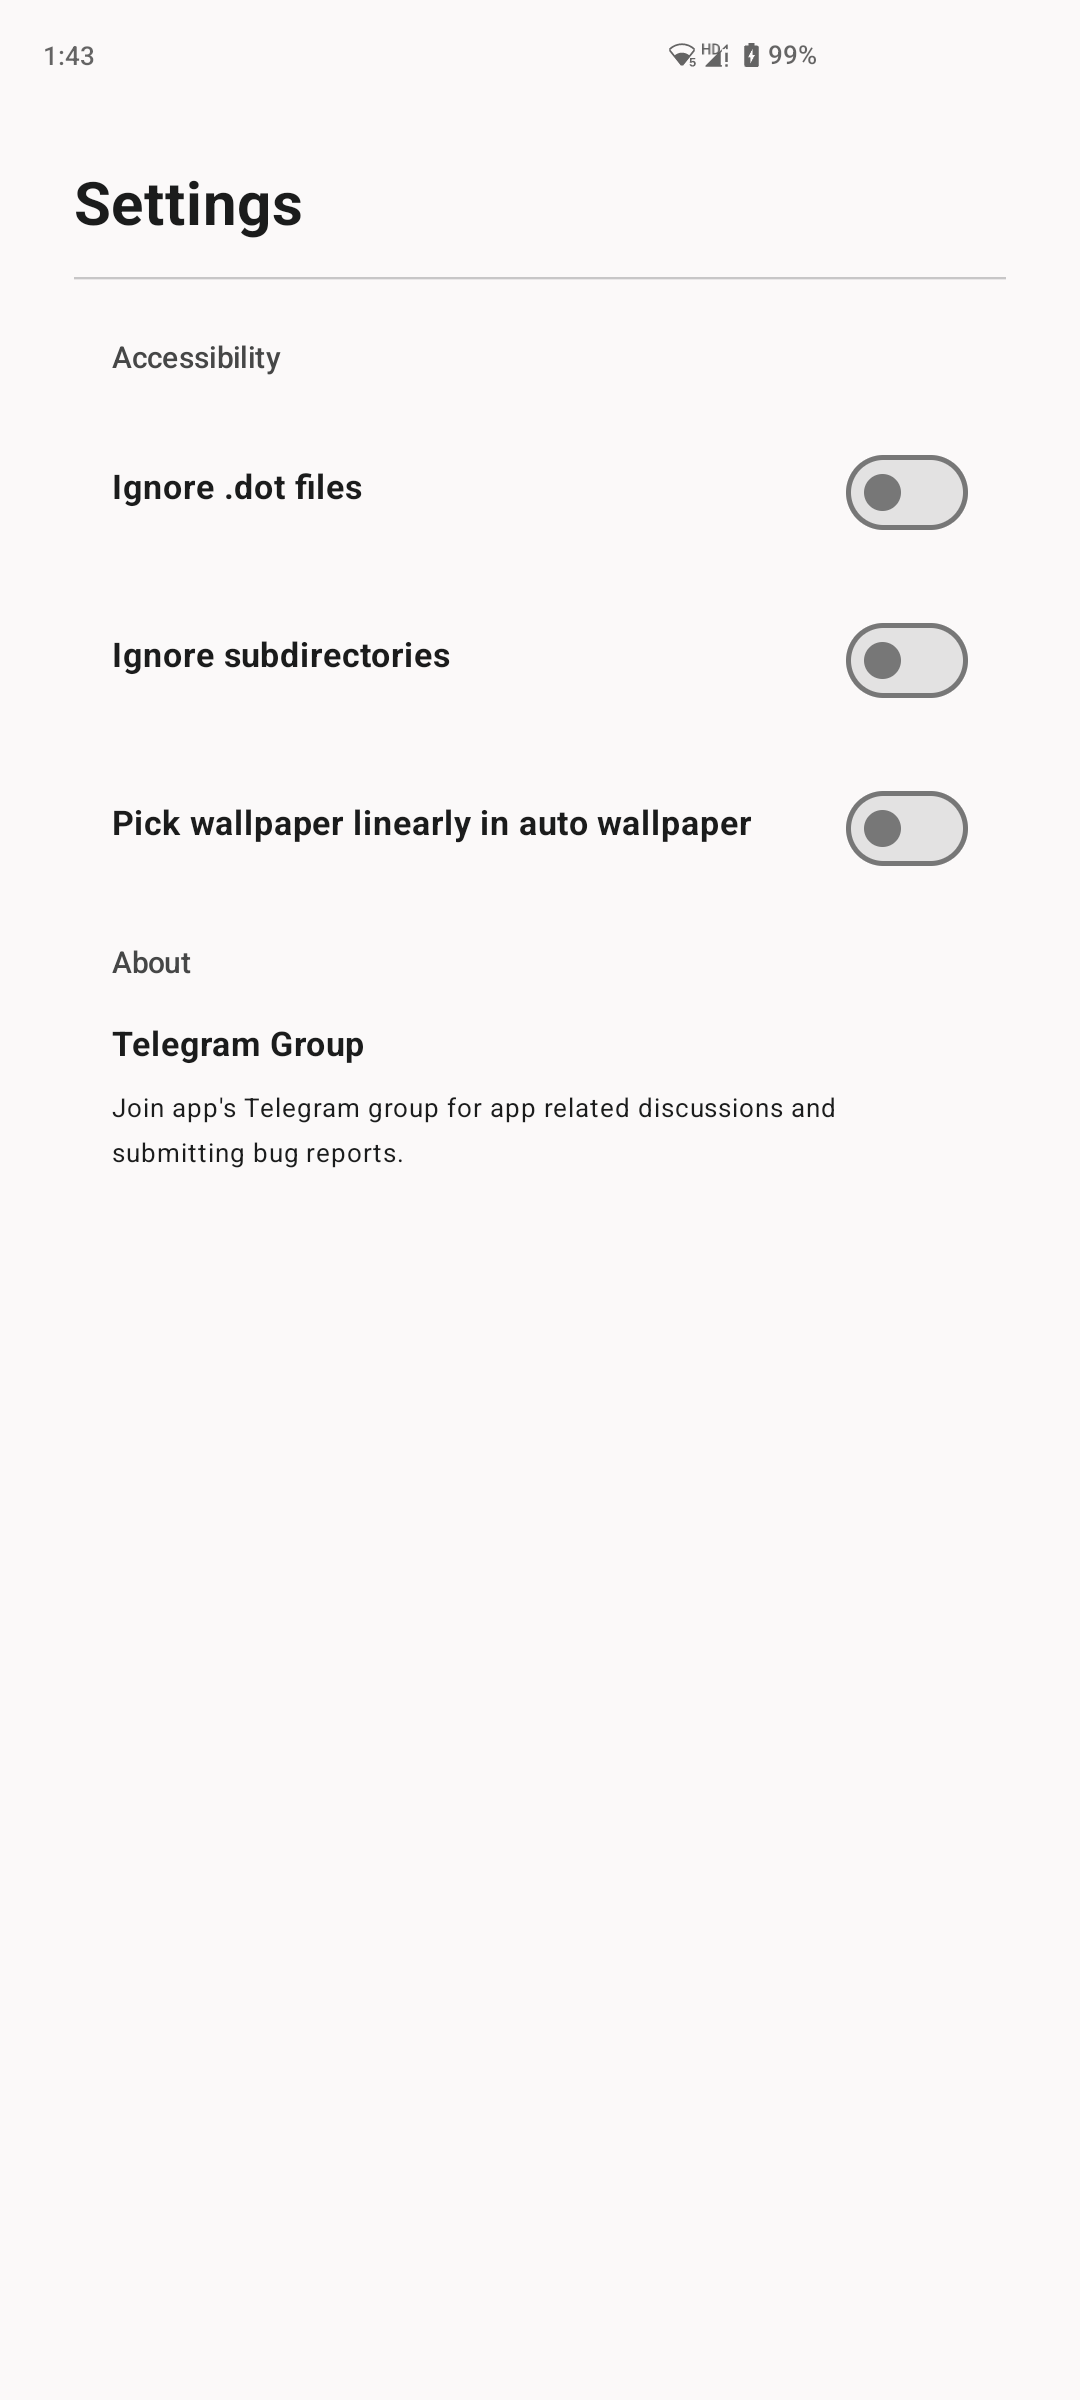 1:43
5 HD 99%
Settings
Accessibility
Ignore .dot files
Ignore subdirectories
Pick wallpaper linearly in auto wallpaper
About
Telegram Group
Join app's Telegram group for app related discussions and
submitting bug reports.